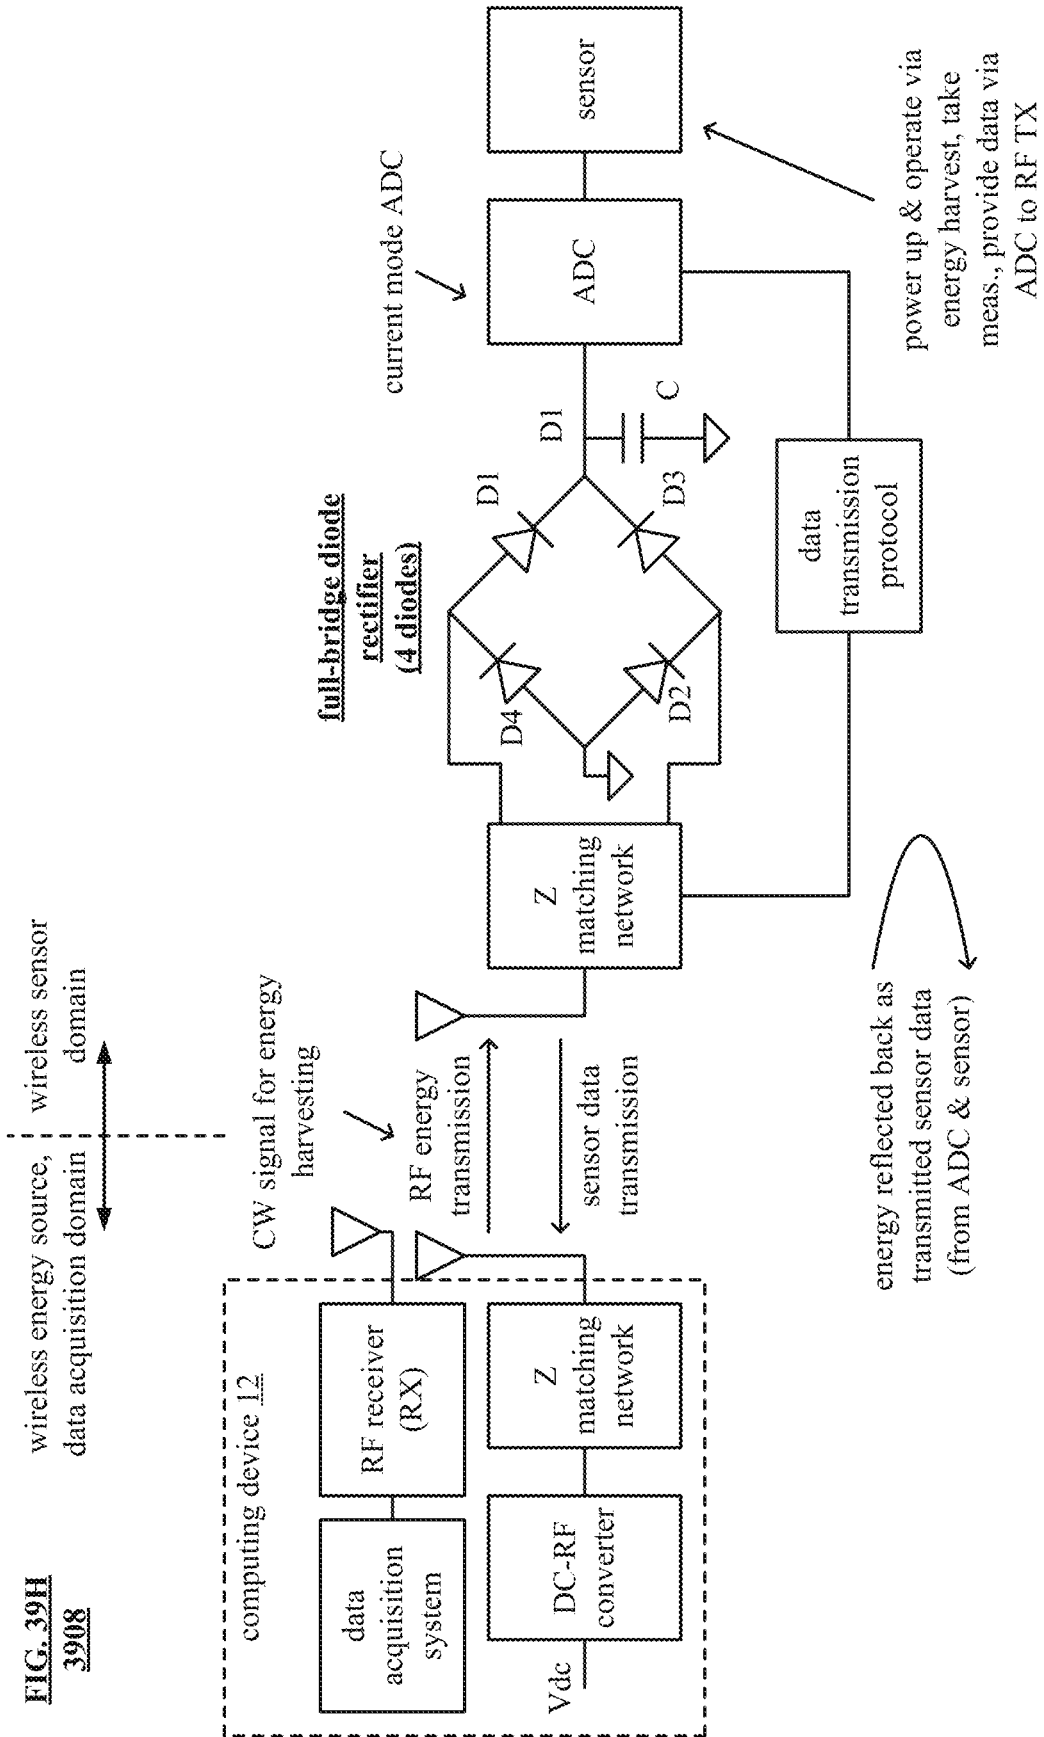 FIG. 39H
3908
wireless energy source,
data acquisition domain
wireless sensor
domain
computing device 12
data
acquisition
system
RF receiver
(RX)
Vdc
DC-RF
converter
Z
matching
network
CW signal for energy
harvesting
RF energy
transmission
sensor data
transmission
Z
matching
network
full-bridge diode
rectifier
(4 diodes)
D4
D1
D2
D3
D1
C
current mode ADC
ADC
sensor
data
transmission
protocol
energy reflected back as
transmitted sensor data
(from ADC & sensor)
power up & operate via
energy harvest, take
meas., provide data via
ADC to RF TX